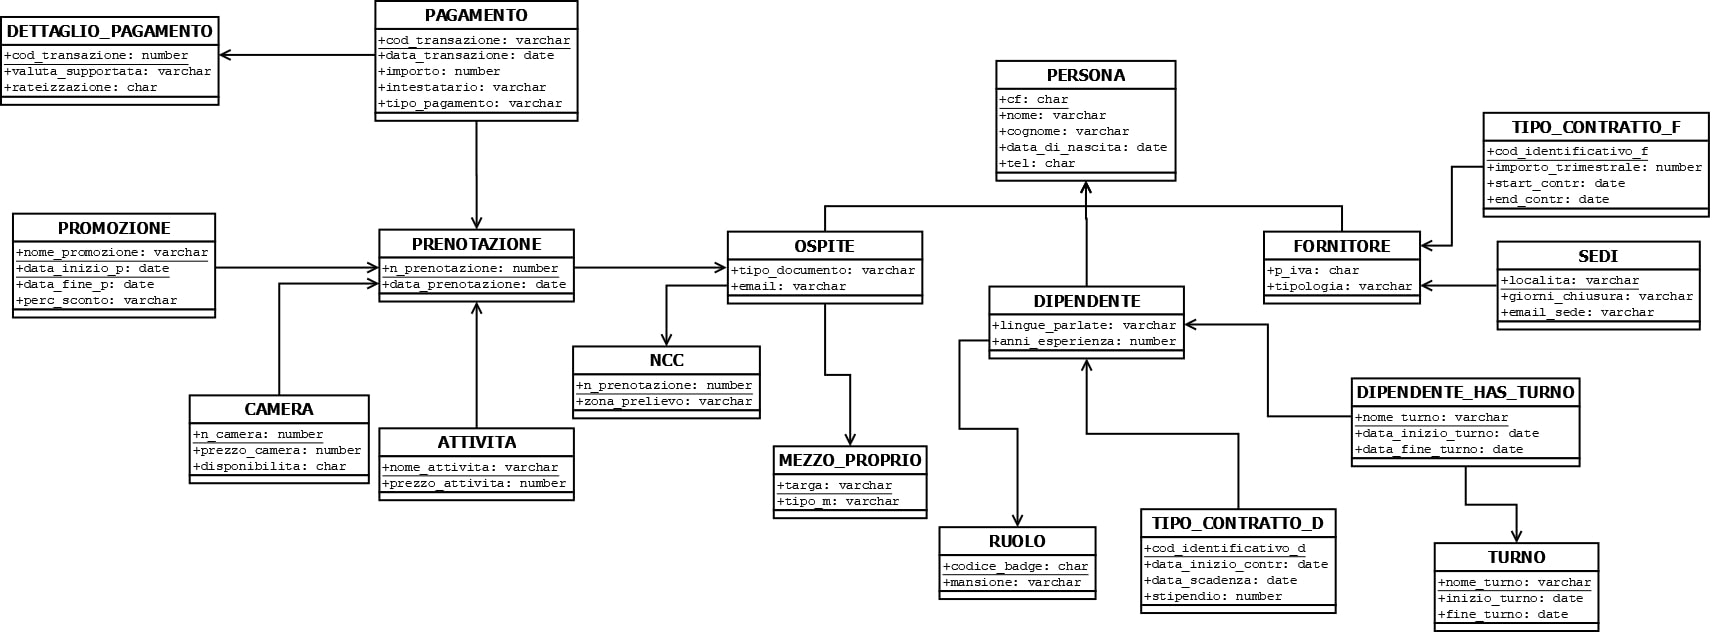 DETTAGLIO_PAGAMENTO
+cod_transazione: number
+valuta_supportata: varchar
+rateizzazione: char
PAGAMENTO
+cod_transazione: varchar
+data_transazione: date
+importo: number
+intestatario: varchar
+tipo_pagamento: varchar
PERSONA
+cf: char
+nome: varchar
+cognome: varchar
+data_di_nascita: date
+tel: char
TIPO_CONTRATTO_F
+cod_identificativo_f
+importo_trimestrale: number
+start_contr: date
+end_contr: date
PROMOZIONE
+nome_promozione: varchar
+data_inizio_p: date
+data_fine_p: date
+perc_sconto: varchar
PRENOTAZIONE
+n_prenotazione: number
+data_prenotazione: date
OSPITE
+tipo_documento: varchar
+email: varchar
FORNITORE
+p_iva: char
+tipologia: varchar
SEDI
+localita: varchar
+giorni_chiusura: varchar
+email_sede: varchar
DIPENDENTE
+lingue_parlate: varchar
+anni_esperienza: number
NCC
+n_prenotazione: number
+zona_prelievo: varchar
CAMERA
+n_camera: number
+prezzo_camera: number
+disponibilita: char
ATTIVITA
+nome_attivita: varchar
+prezzo_attivita: number
MEZZO_PROPRIO
+targa: varchar
+tipo_m: varchar
DIPENDENTE_HAS_TURNO
+nome_turno: varchar
+data_inizio_turno: date
+data_fine_turno: date
RUOLO
+codice_badge: char
+mansione: varchar
TIPO_CONTRATTO_D
+cod_identificativo_d
+data_inizio_contr: date
+data_scadenza: date
+stipendio: number
TURNO
+nome_turno: varchar
+inizio_turno: date
+fine_turno: date